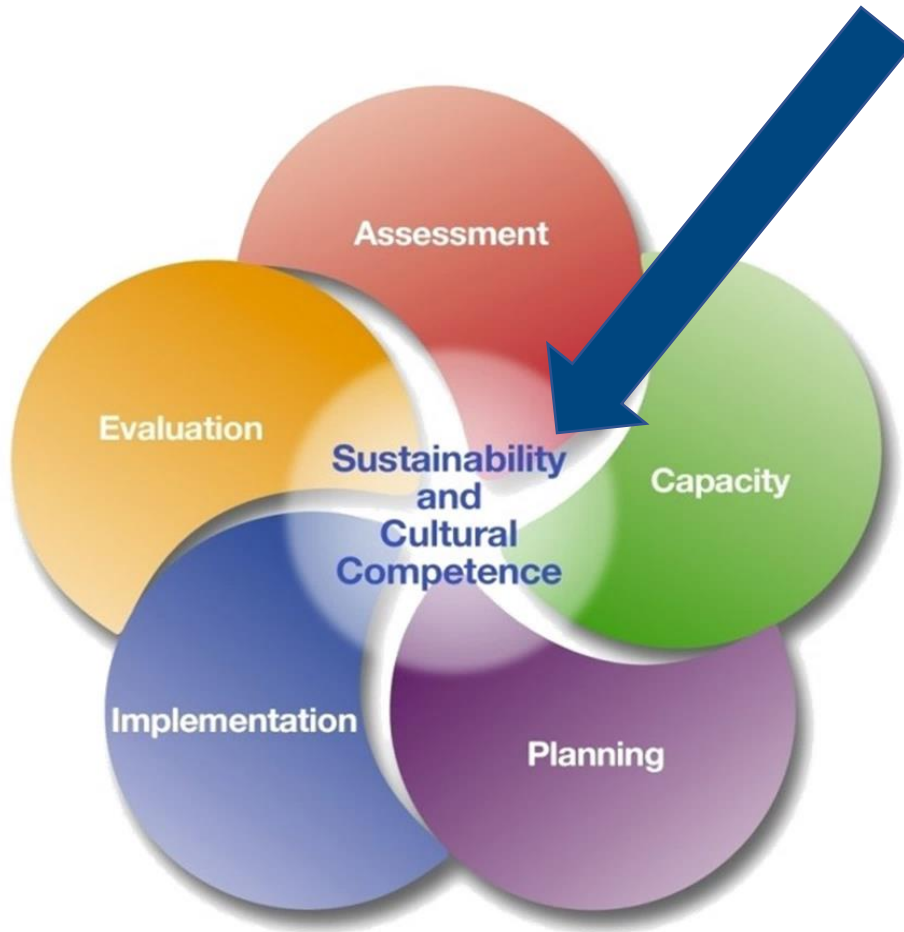 Assessment
Evaluation
Capacity
Sustainability
and
Cultural
Competence
Implementation
Planning